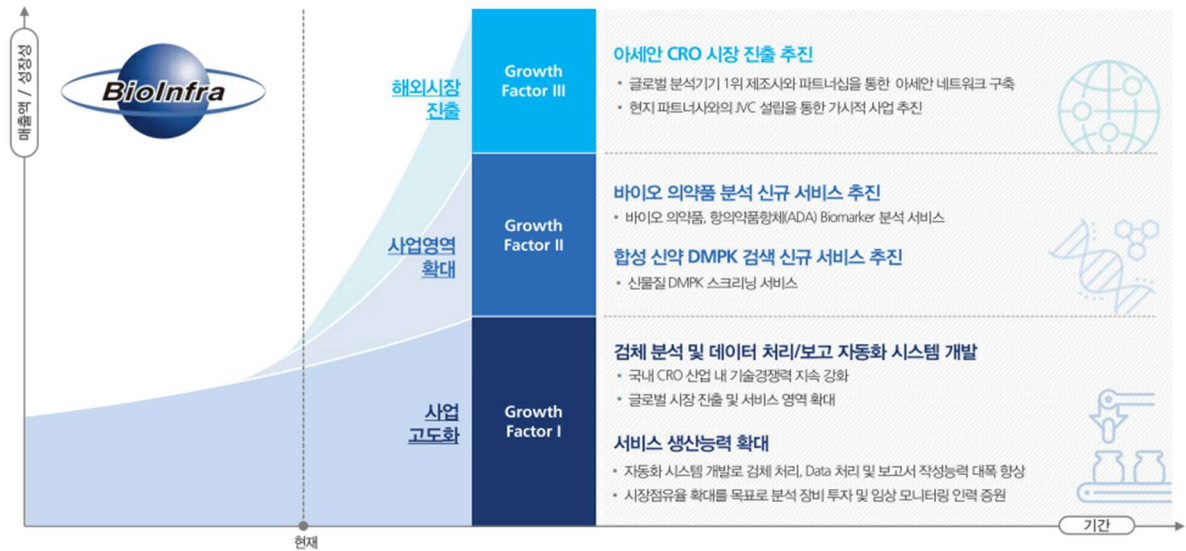 매출액 / 성장성
BioInfra
해외시장
진출
Growth
Factor III
아세안 CRO 시장 진출 추진
• 글로벌 분석기기 1위 제조사와 파트너십을 통한 아세안 네트워크 구축
• 현지 파트너사와의 JVC 설립을 통한 가시적 사업 추진
사업영역
확대
Growth
Factor II
바이오 의약품 분석 신규 서비스 추진
• 바이오 의약품, 항의약품항체(ADA) Biomarker 분석 서비스
합성 신약 DMPK 검색 신규 서비스 추진
• 신물질 DMPK 스크리닝 서비스
사업
고도화
Growth
Factor I
검체 분석 및 데이터 처리/보고 자동화 시스템 개발
• 국내 CRO 산업 내 기술경쟁력 지속 강화
• 글로벌 시장 진출 및 서비스 영역 확대
서비스 생산능력 확대
• 자동화 시스템 개발로 검체 처리, Data 처리 및 보고서 작성능력 대폭 향상
• 시장점유율 확대를 목표로 분석 장비 투자 및 임상 모니터링 인력 증원
현재
기간